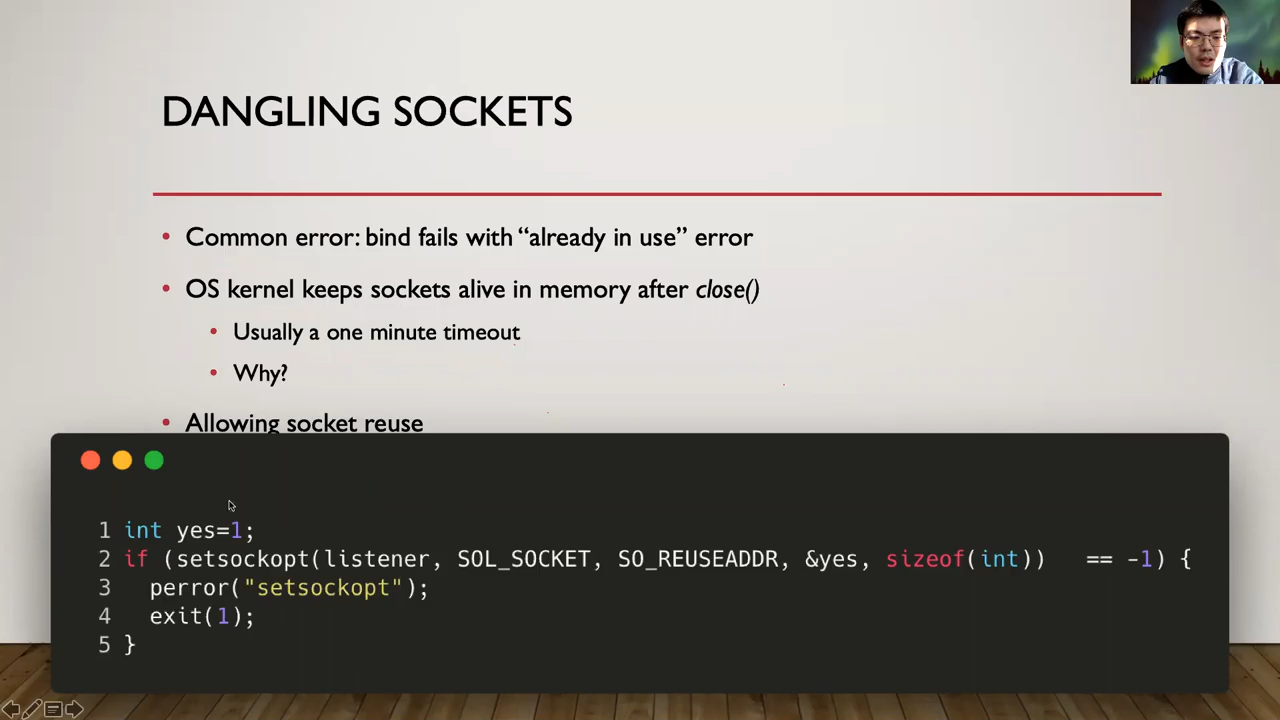 DANGLING SOCKETS
• Common error: bind fails with “already in use” error
• OS kernel keeps sockets alive in memory after close()
• Usually a one minute timeout
• Why?
• Allowing socket reuse
1 int yes=1;
2 if (setsockopt(listener, SOL_SOCKET, SO_REUSEADDR, &yes, sizeof(int))   == -1) {
3   perror("setsockopt");
4   exit(1);
5 }